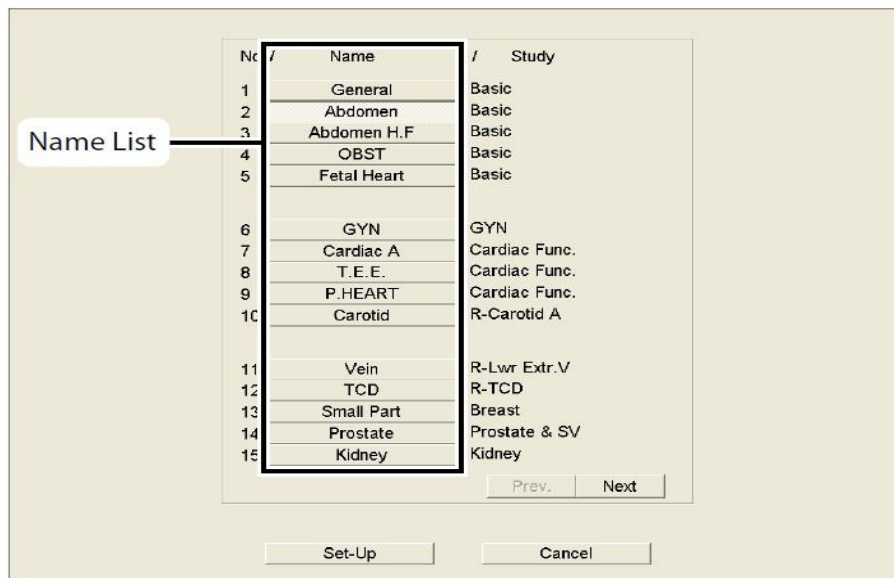 No / Name / Study
1 General Basic
2 Abdomen Basic
3 Abdomen H.F Basic
Name List
4 OBST Basic
5 Fetal Heart Basic
6 GYN GYN
7 Cardiac A Cardiac Func.
8 T.E.E. Cardiac Func.
9 P.HEART Cardiac Func.
10 Carotid R-Carotid A
11 Vein R-Lwr Extr.V
12 TCD R-TCD
13 Small Part Breast
14 Prostate Prostate & SV
15 Kidney Kidney
Prev. Next
Set-Up Cancel